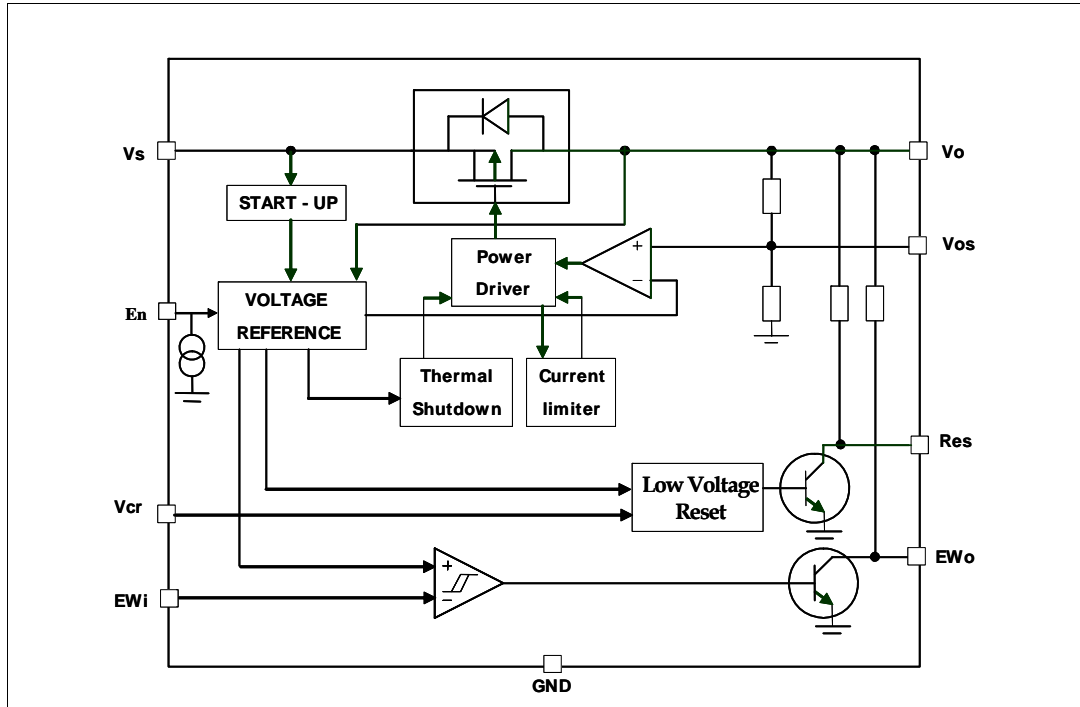 Vs
Vo
START - UP
Power
Driver
+
−
Vos
En
VOLTAGE
REFERENCE
Thermal
Shutdown
Current
limiter
Res
Low Voltage
Reset
Vcr
+
−
EWo
EWi
GND